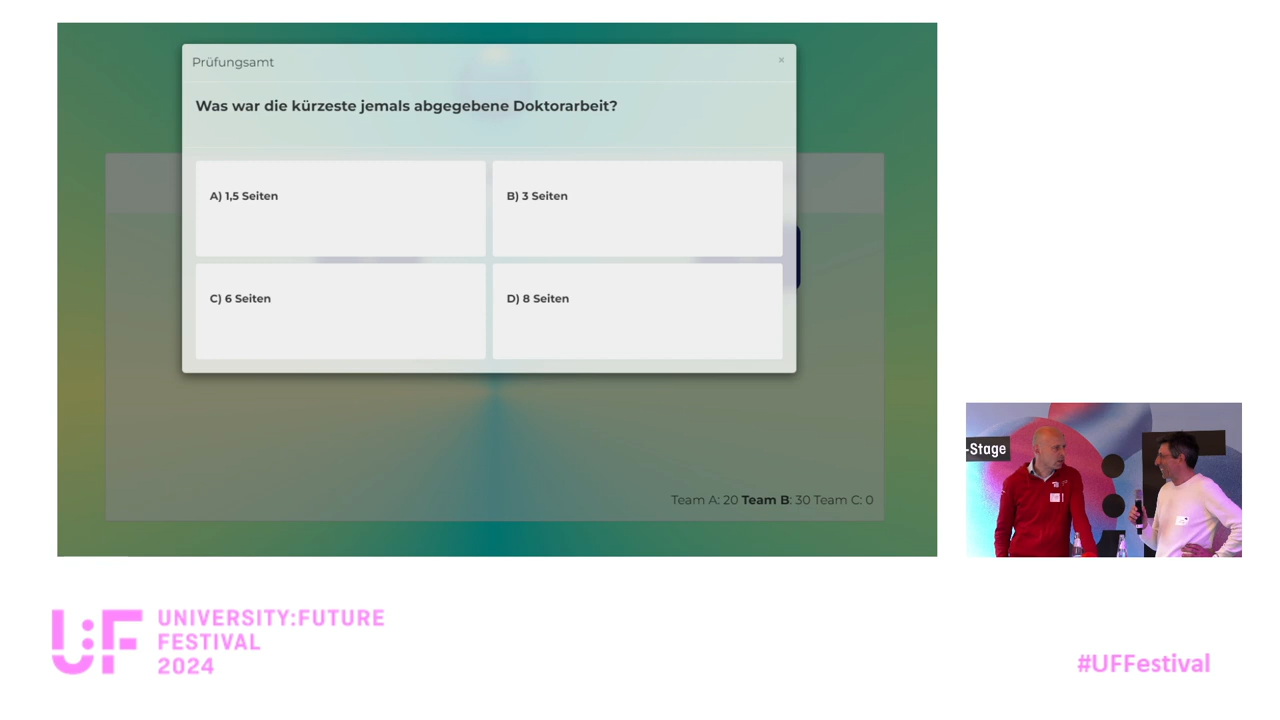 Prüfungsamt
×
Was war die kürzeste jemals abgegebene Doktorarbeit?
A) 1,5 Seiten
B) 3 Seiten
C) 6 Seiten
D) 8 Seiten
Team A: 20 Team B: 30 Team C: 0
-Stage
U:F UNIVERSITY:FUTURE
FESTIVAL
2024
#UFFestival